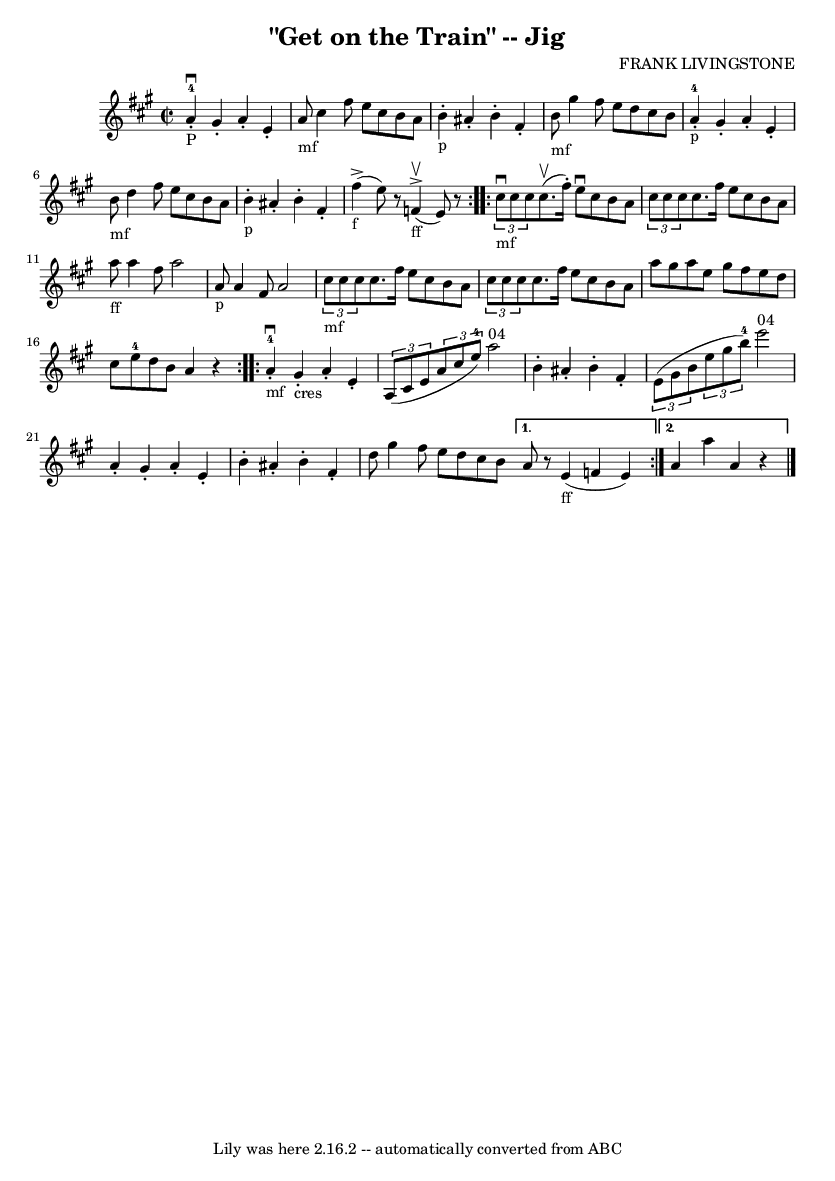 "Get on the Train" -- Jig
FRANK LIVINGSTONE
4 4
P mf p mf p
6
mf p f ff 3 mf 3
11
ff p 3 mf 3
16 4 4 3 3 4 04 4 04
mf cres 3 3
21 1. 2.
ff
Lily was here 2.16.2 -- automatically converted from ABC